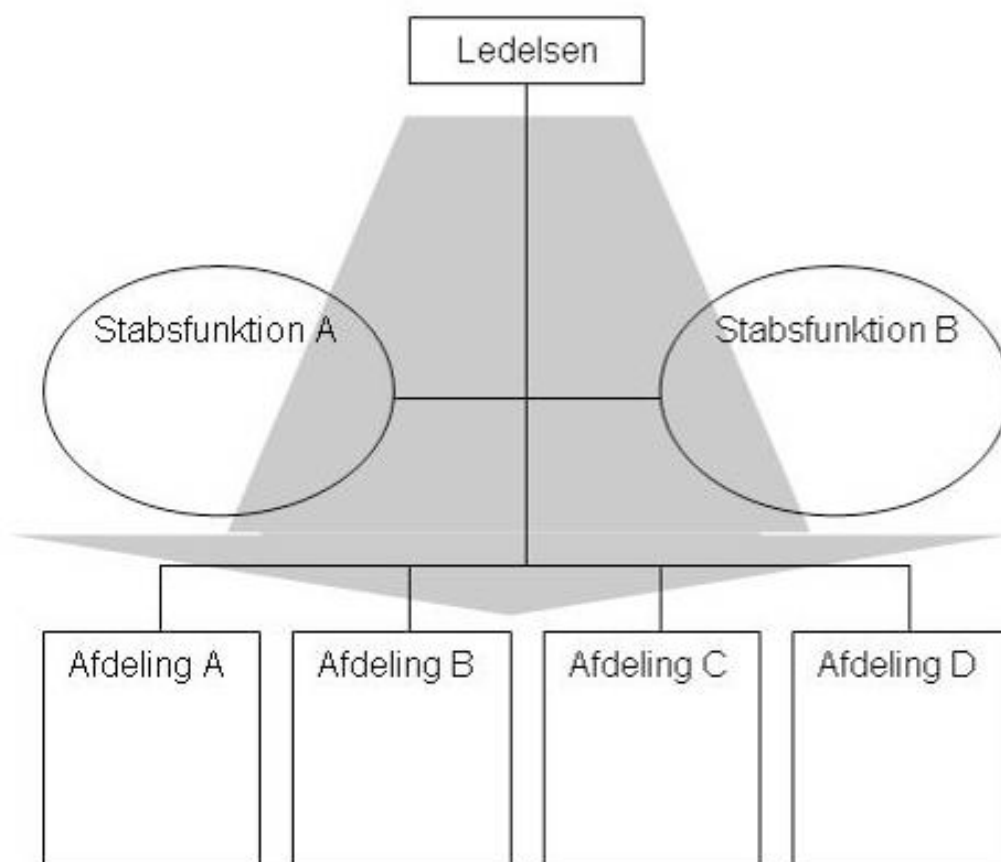 Ledelsen
Stabsfunktion A
Stabsfunktion B
Afdeling A
Afdeling B
Afdeling C
Afdeling D